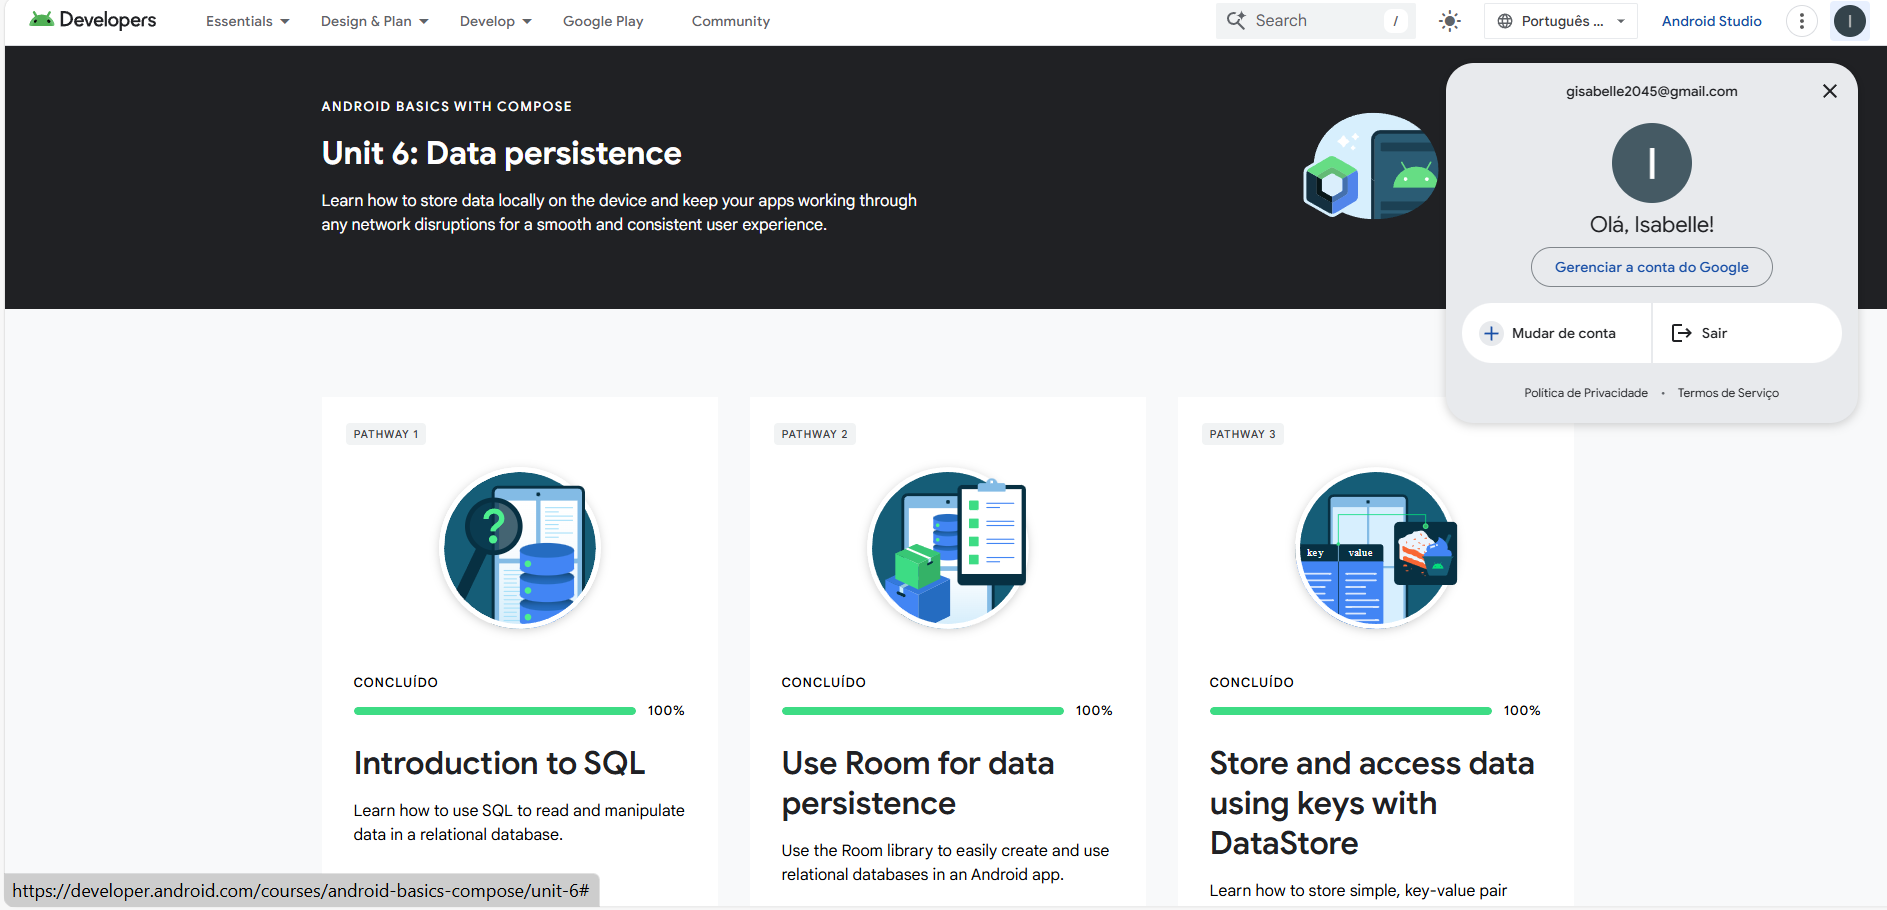 Developers
Essentials
Design & Plan
Develop
Google Play
Community
Search
/
Português ...
Android Studio
I
ANDROID BASICS WITH COMPOSE
Unit 6: Data persistence
Learn how to store data locally on the device and keep your apps working through
any network disruptions for a smooth and consistent user experience.
gisabelle2045@gmail.com
I
Olá, Isabelle!
Gerenciar a conta do Google
Mudar de conta
Sair
Política de Privacidade • Termos de Serviço
PATHWAY 1
?
CONCLUÍDO
100%
Introduction to SQL
Learn how to use SQL to read and manipulate
data in a relational database.
PATHWAY 2
CONCLUÍDO
100%
Use Room for data
persistence
Use the Room library to easily create and use
relational databases in an Android app.
PATHWAY 3
key value
CONCLUÍDO
100%
Store and access data
using keys with
DataStore
Learn how to store simple, key-value pair
https://developer.android.com/courses/android-basics-compose/unit-6#